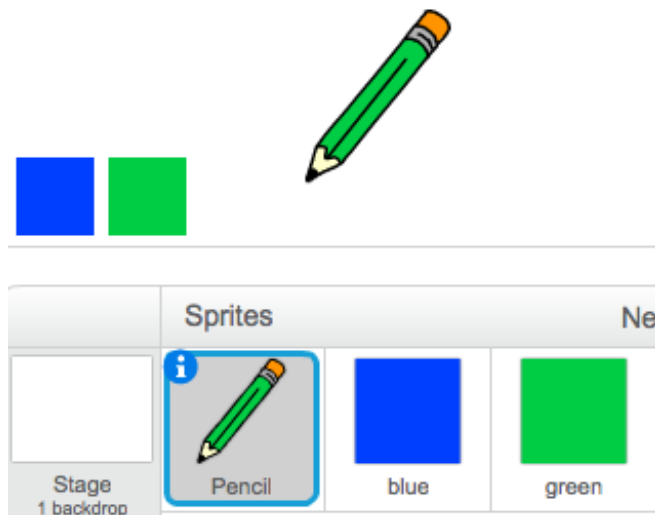 Sprites
Ne
i
Pencil
blue
green
Stage
1 backdrop